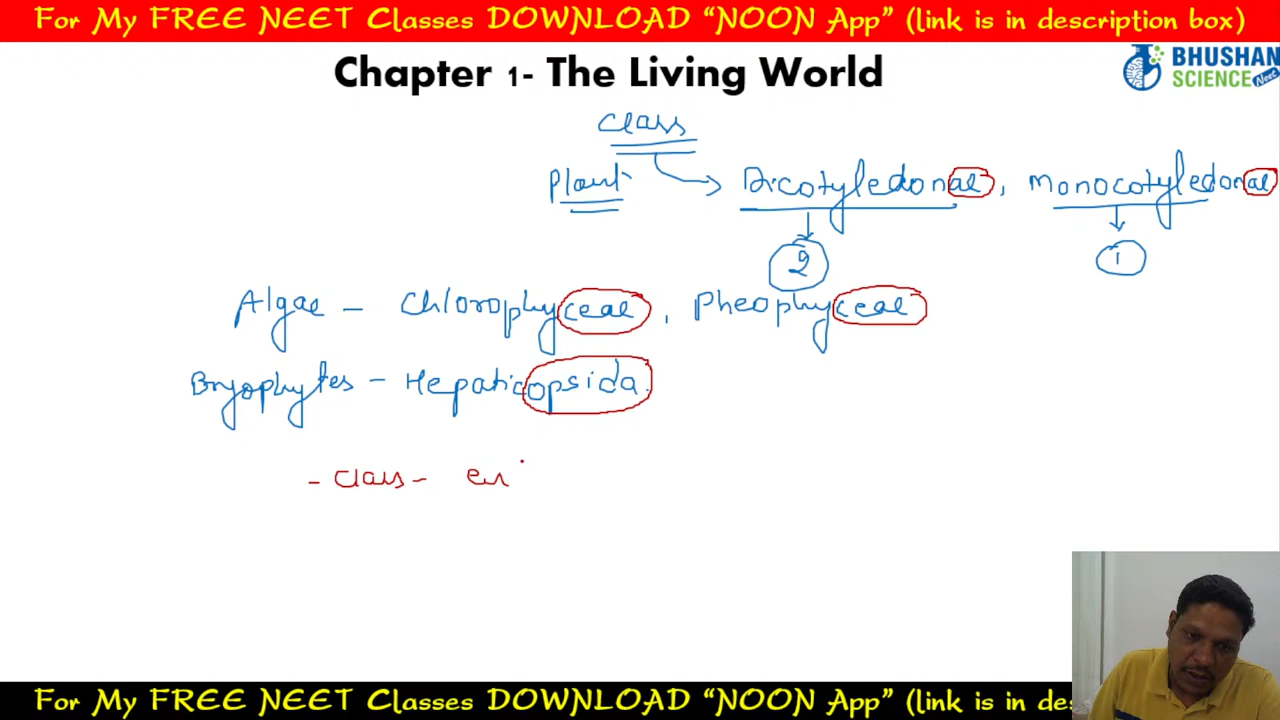 For My FREE NEET Classes DOWNLOAD “NOON App” (link is in description box)
Chapter 1- The Living World
BHUSHAN
SCIENCE Neet
Class
Plant
Dicotyledonae, Monocotyledonae
2
1
Algae - Chlorophyceae, Pheophyceae
Bryophytes - Hepaticopsida.
- Class -
For My FREE NEET Classes DOWNLOAD “NOON App” (link is in des